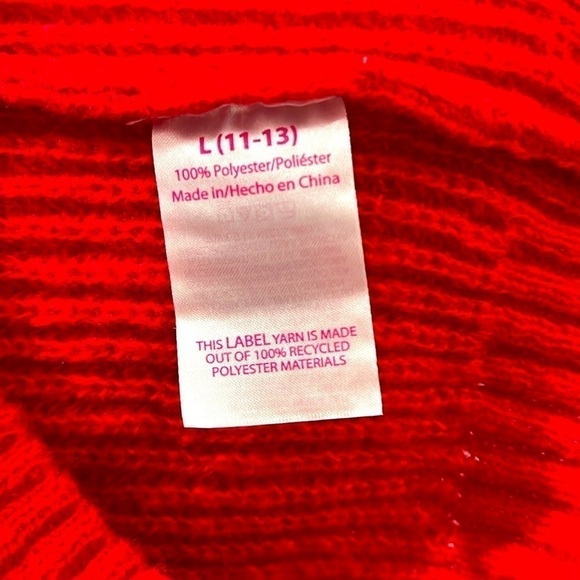 L (11-13)
100% Polyester/Poliéster
Made in/Hecho en China
THIS LABEL YARN IS MADE
OUT OF 100% RECYCLED
POLYESTER MATERIALS